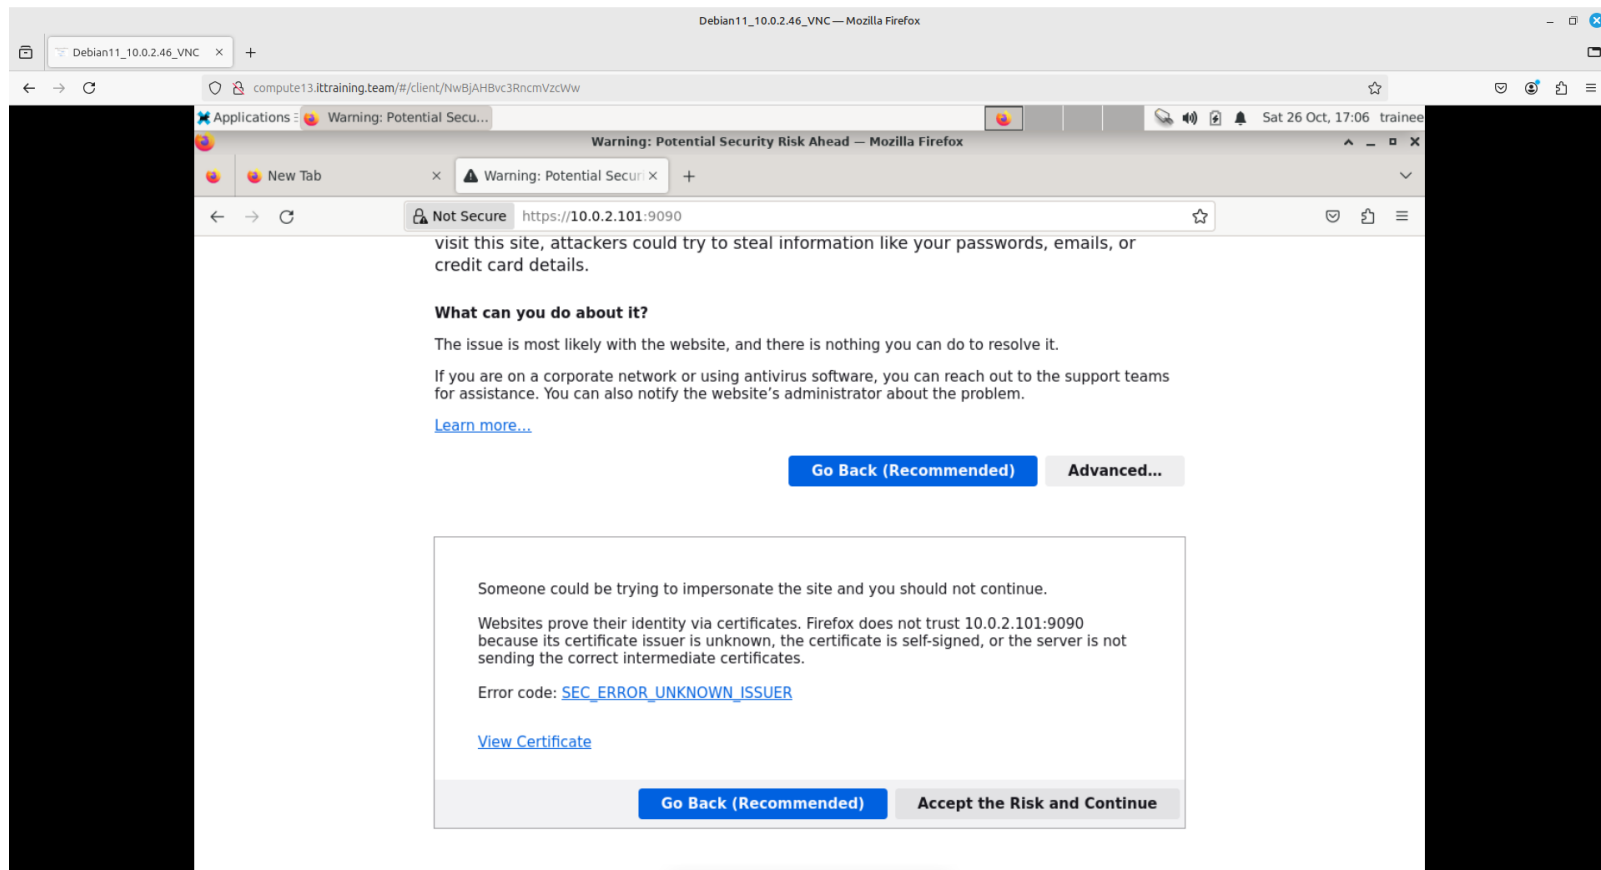 Debian11_10.0.2.46_VNC — Mozilla Firefox
Debian11_10.0.2.46_VNC
compute13.ittraining.team/#/client/NwBjAHBvc3RncmVzcWw
Applications
Warning: Potential Secu...
Sat 26 Oct, 17:06 trainee
Warning: Potential Security Risk Ahead — Mozilla Firefox
New Tab
Warning: Potential Securi
Not Secure https://10.0.2.101:9090
visit this site, attackers could try to steal information like your passwords, emails, or
credit card details.
What can you do about it?
The issue is most likely with the website, and there is nothing you can do to resolve it.
If you are on a corporate network or using antivirus software, you can reach out to the support teams
for assistance. You can also notify the website’s administrator about the problem.
Learn more…
Go Back (Recommended)
Advanced…
Someone could be trying to impersonate the site and you should not continue.
Websites prove their identity via certificates. Firefox does not trust 10.0.2.101:9090
because its certificate issuer is unknown, the certificate is self-signed, or the server is not
sending the correct intermediate certificates.
Error code: SEC_ERROR_UNKNOWN_ISSUER
View Certificate
Go Back (Recommended)
Accept the Risk and Continue